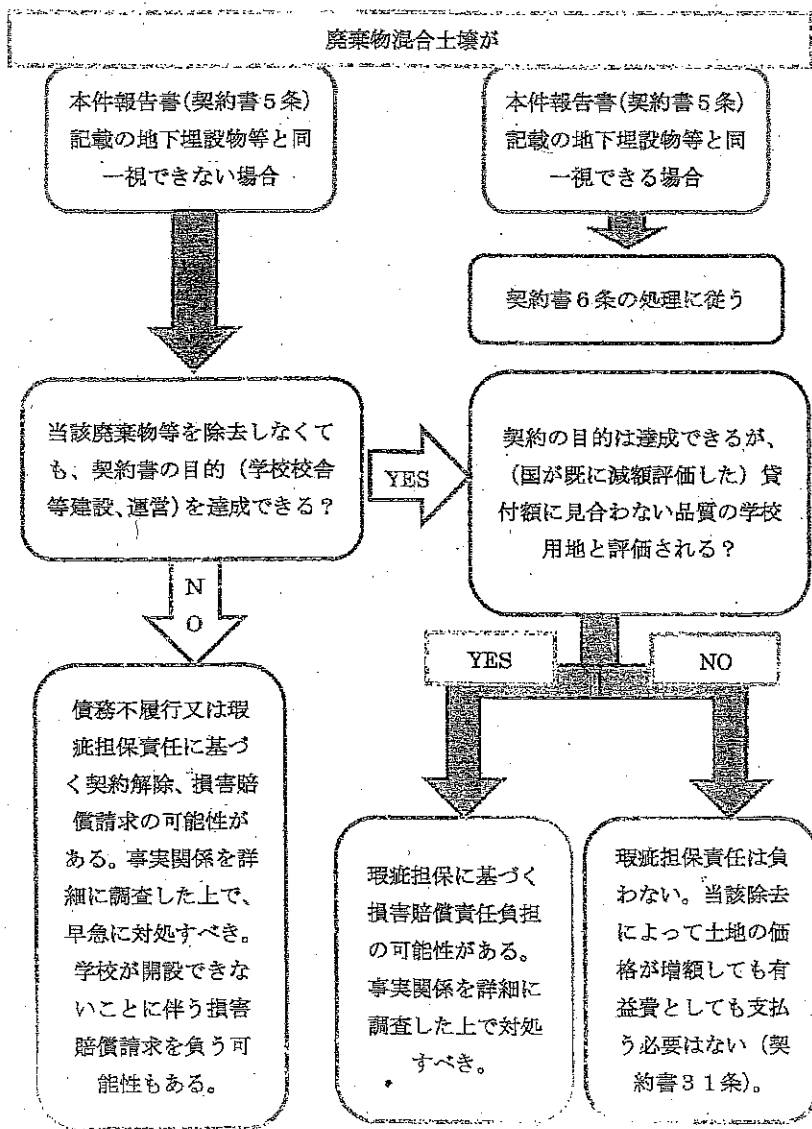 廃棄物混合土壌が
本件報告書(契約書5条)
記載の地下埋設物等と同
一視できない場合
本件報告書(契約書5条)
記載の地下埋設物等と同
一視できる場合
契約書6条の処理に従う
当該廃棄物等を除去しなくて
も、契約書の目的(学校校舎
等建設、運営)を達成できる?
YES
契約の目的は達成できるが、
(国が既に減額評価した)貸
付額に見合わない品質の学校
用地と評価される?
N
O
YES
NO
債務不履行又は瑕
疵担保責任に基づ
く契約解除、損害賠
償請求の可能性が
ある。事実関係を詳
細に調査した上で、
早急に対処すべき。
学校が開設できな
いことに伴う損害
賠償請求を負う可
能性もある。
瑕疵担保に基づく
損害賠償責任負担
の可能性がある。
事実関係を詳細に
調査した上で対処
すべき。
瑕疵担保責任は負
わない。当該除去
によって土地の価
格が増額しても有
益費としても支払
う必要はない(契
約書31条)。